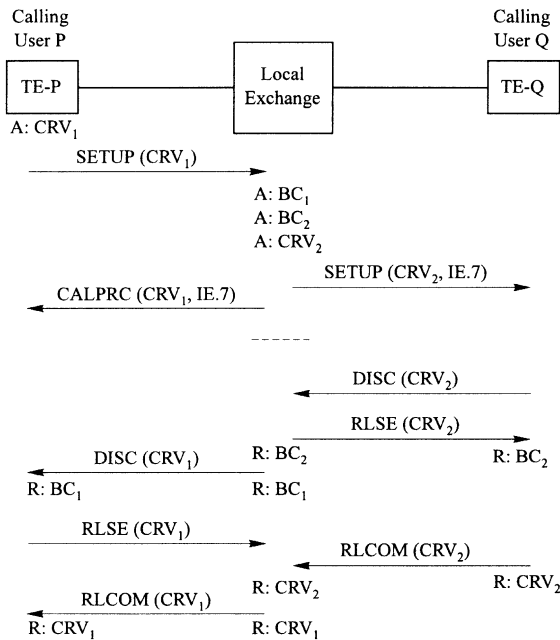 Calling
User P
Calling
User Q
TE-P
Local
Exchange
TE-Q
A: CRV₁
SETUP (CRV₁)
A: BC₁
A: BC₂
A: CRV₂
SETUP (CRV₂, IE.7)
CALPRC (CRV₁, IE.7)
DISC (CRV₂)
RLSE (CRV₂)
R: BC₂
R: BC₂
DISC (CRV₁)
R: BC₁
R: BC₁
RLSE (CRV₁)
RLCOM (CRV₂)
R: CRV₂
R: CRV₂
RLCOM (CRV₁)
R: CRV₁
R: CRV₁